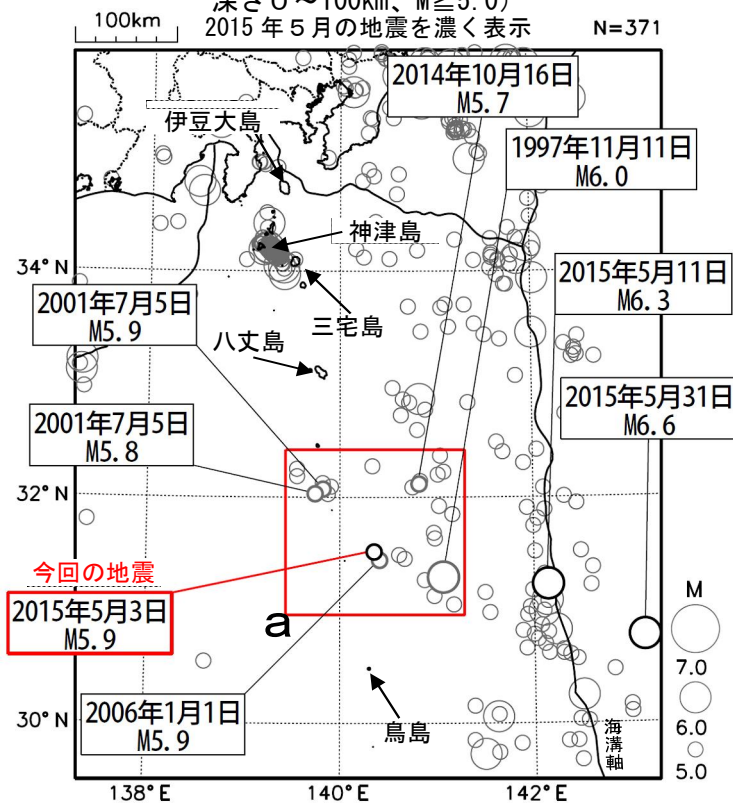 深さ0~100km、M≧5.0)
100km
2015年5月の地震を濃く表示
N=371
2014年10月16日
M5.7
伊豆大島
1997年11月11日
M6.0
神津島
34°N
2015年5月11日
M6.3
2001年7月5日
M5.9
三宅島
八丈島
2015年5月31日
M6.6
2001年7月5日
M5.8
32°N
今回の地震
2015年5月3日
M5.9
a
M
7.0
6.0
5.0
2006年1月1日
M5.9
30°N
鳥島
海溝軸
138°E
140°E
142°E